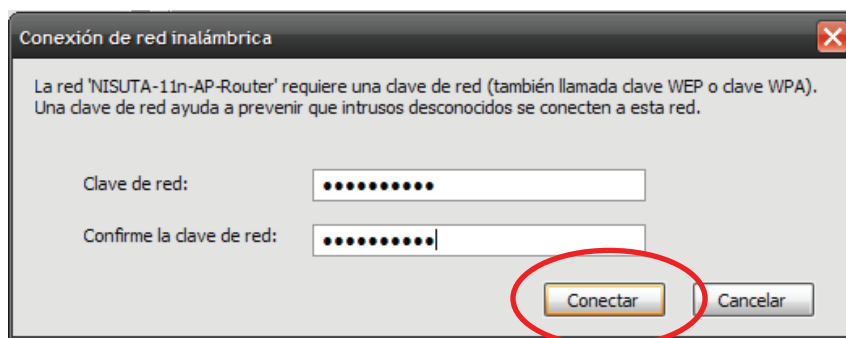 Conexión de red inalámbrica
La red 'NISUTA-11n-AP-Router' requiere una clave de red (también llamada clave WEP o clave WPA).
Una clave de red ayuda a prevenir que intrusos desconocidos se conecten a esta red.
Clave de red: ●●●●●●●●●●
Confirme la clave de red: ●●●●●●●●●●
Conectar Cancelar